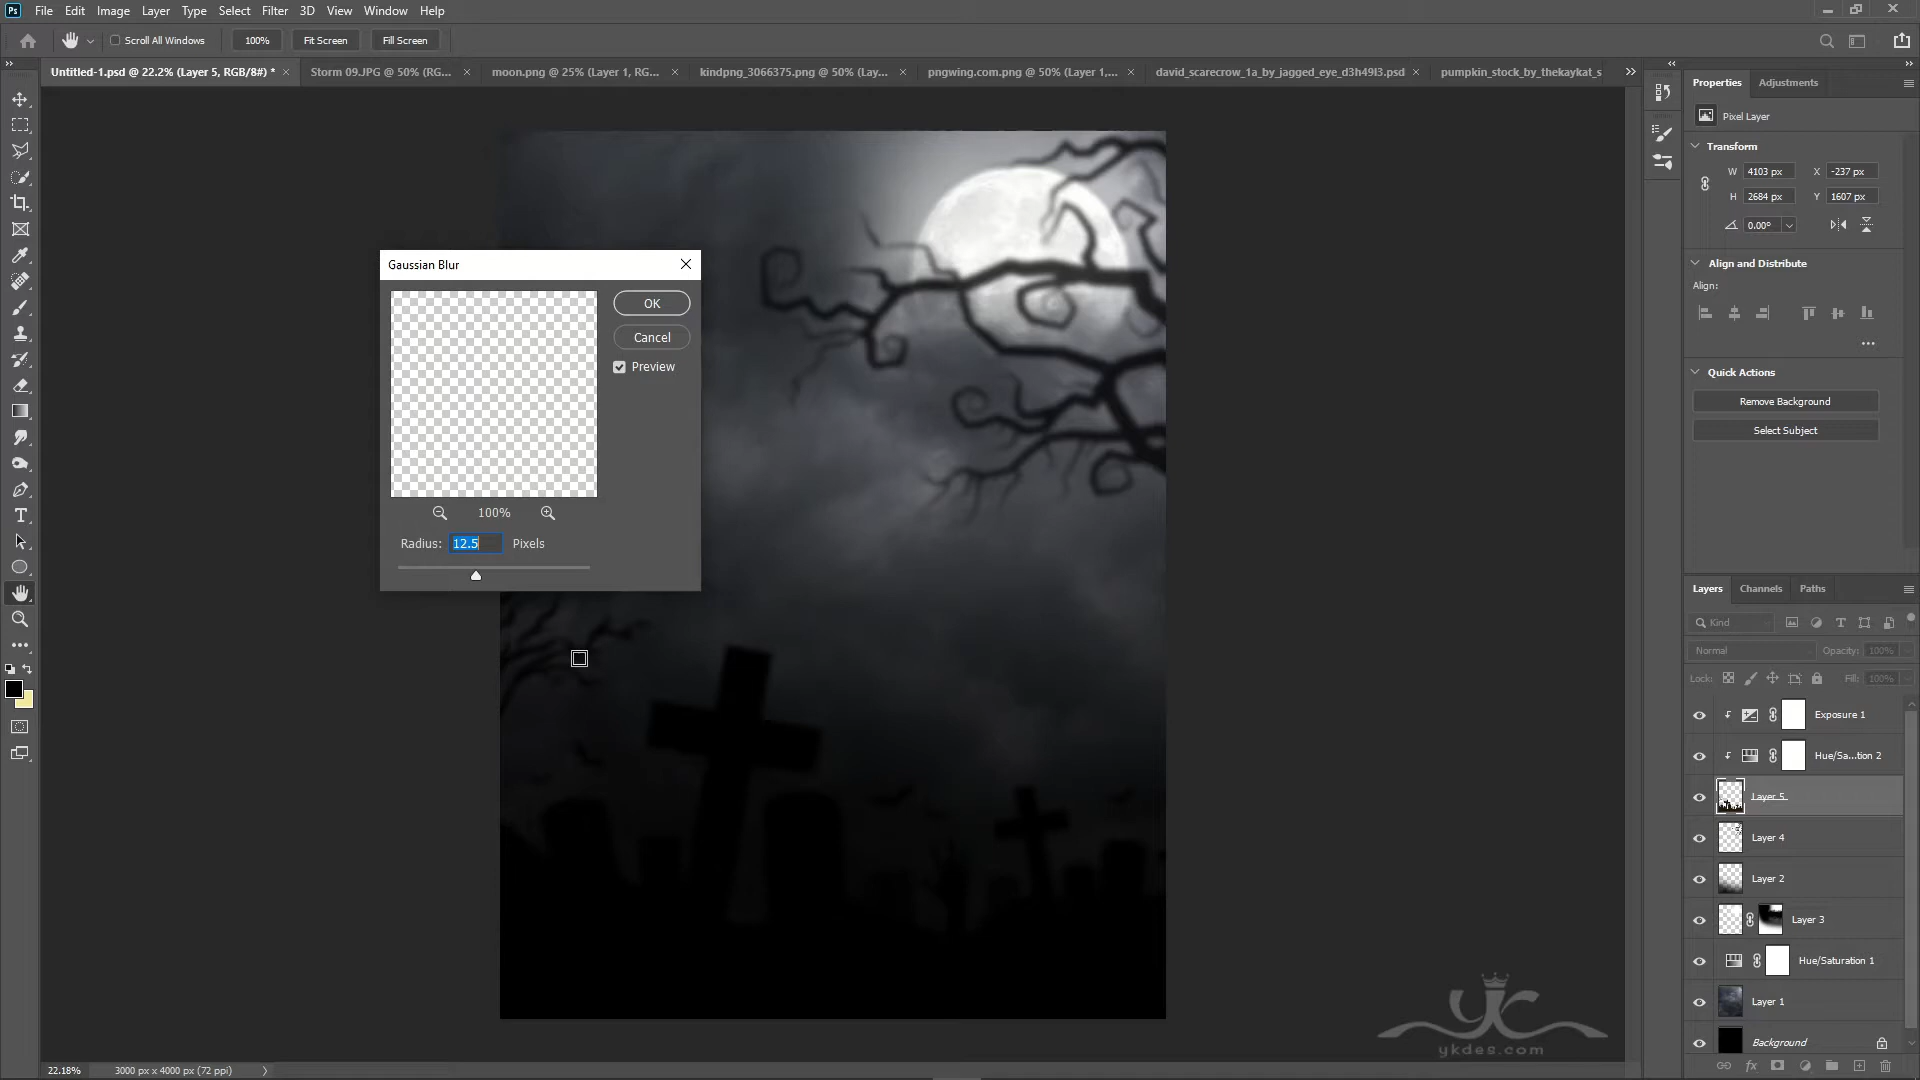 Ps File Edit Image Layer Type Select Filter 3D View Window Help
Scroll All Windows 100% Fit Screen Fill Screen
Untitled-1.psd @ 22.2% (Layer 5, RGB/8#) * Storm 09.JPG @ 50% (RG... moon.png @ 25% (Layer 1, RG... kindpng_3066375.png @ 50% (Lay... pngwing.com.png @ 50% (Layer 1,... david_scarecrow_1a_by_jagged_eye_d3h49l3.psd pumpkin_stock_by_thekaykat_s
Properties Adjustments
Pixel Layer
Transform
W 4103 px X -237 px
H 2684 px Y 1607 px
0.00°
Align and Distribute
Align:
Quick Actions
Remove Background
Select Subject
Gaussian Blur
OK
Cancel
Preview
100%
Radius: 12.5 Pixels
Layers Channels Paths
Kind
Normal Opacity: 100%
Lock: Fill: 100%
Exposure 1
Hue/Sa...tion 2
Layer 5
Layer 4
Layer 2
Layer 3
Hue/Saturation 1
Layer 1
Background
yk
ykdes.com
22.18% 3000 px x 4000 px (72 ppi)